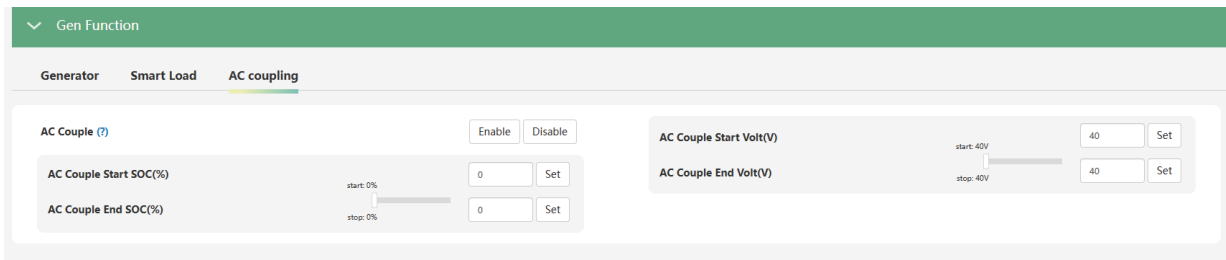 Gen Function
Generator Smart Load AC coupling
AC Couple (?) Enable Disable
AC Couple Start SOC(%) 0 Set
start: 0%
AC Couple End SOC(%) 0 Set
stop: 0%
AC Couple Start Volt(V) 40 Set
start: 40V
AC Couple End Volt(V) 40 Set
stop: 40V